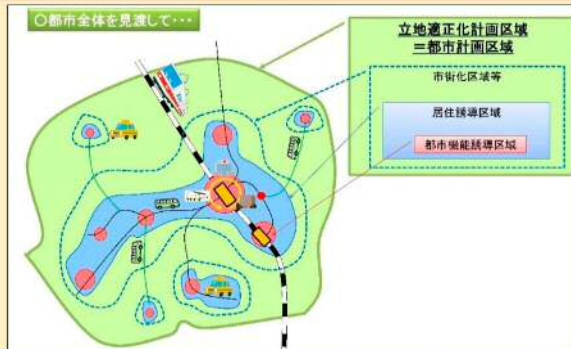 ○都市全体を見渡して・・・
立地適正化計画区域
＝都市計画区域
市街化区域等
居住誘導区域
都市機能誘導区域